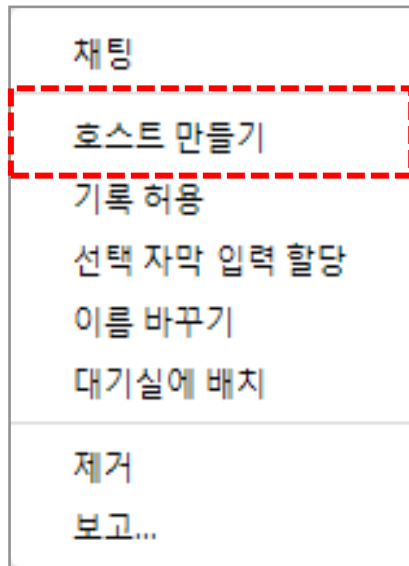 채팅
호스트 만들기
기록 허용
선택 자막 입력 할당
이름 바꾸기
대기실에 배치
제거
보고...